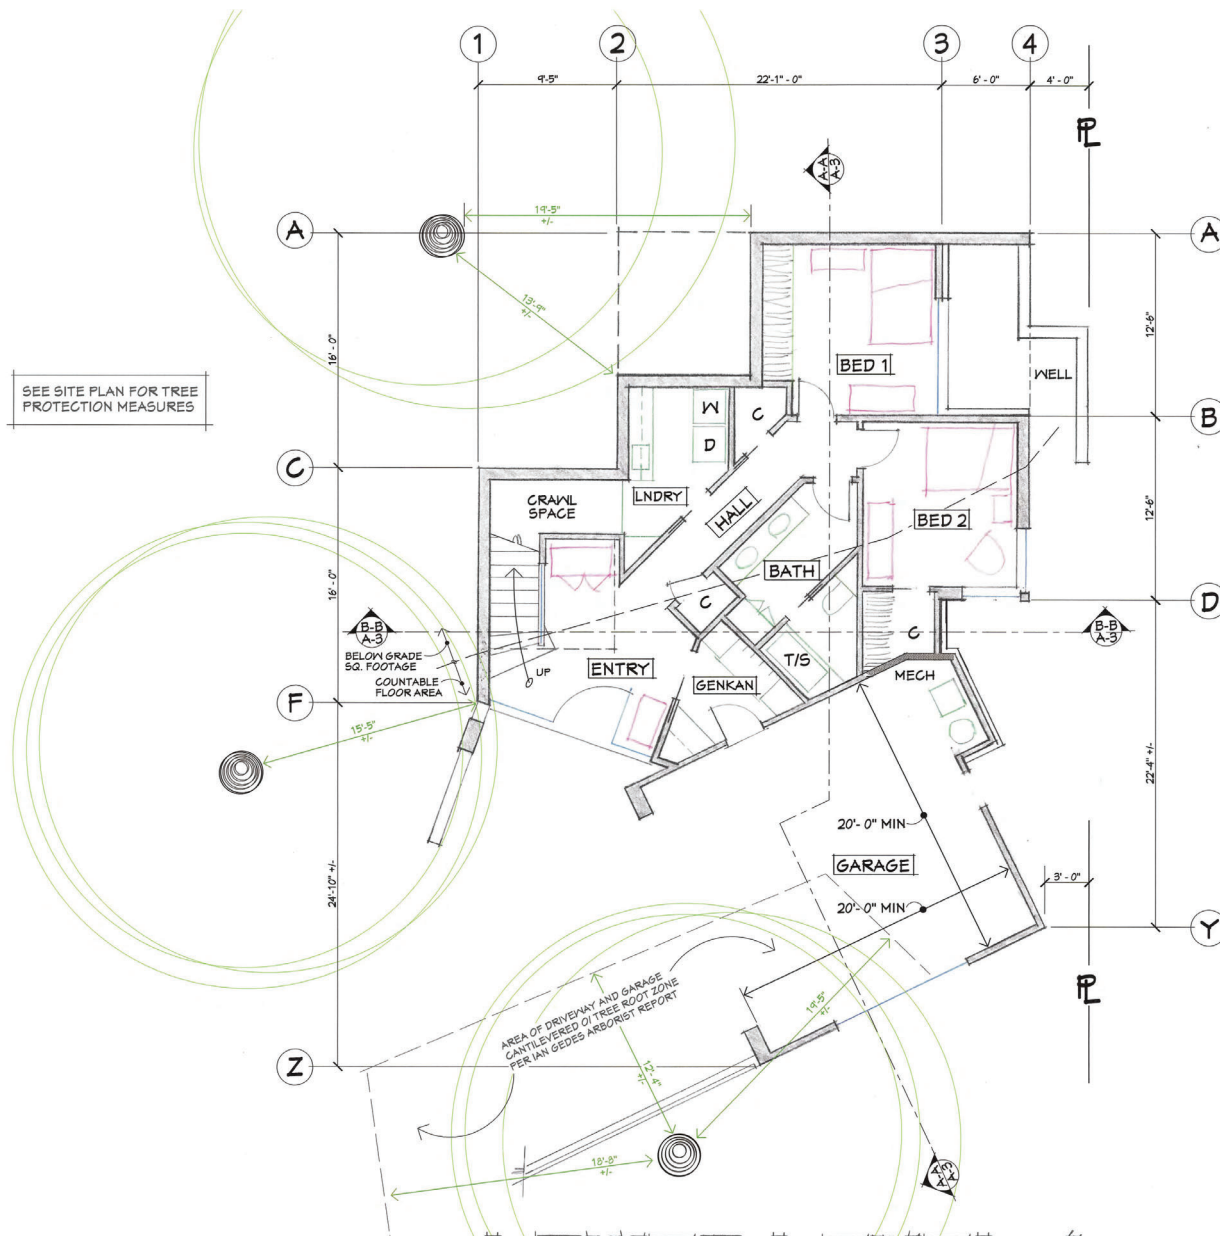 1
2
3
4
9'-5"
22'-1" - 0"
6' - 0"
4' - 0"
PL
A-A
A-3
19'-5"
+/-
A
A
13'-9"
+/-
16' - 0"
12'-6"
SEE SITE PLAN FOR TREE
PROTECTION MEASURES
BED 1
WELL
W
D
C
B
C
CRAWL
SPACE
LNDRY
HALL
BED 2
12'-6"
BATH
16' - 0"
C
D
B-B
A-3
B-B
A-3
BELOW GRADE
SQ. FOOTAGE
COUNTABLE
FLOOR AREA
UP
ENTRY
GENKAN
T/S
C
MECH
F
15'-5"
+/-
22'-4" +/-
20'- 0" MIN
GARAGE
20'- 0" MIN
3' - 0"
24'-10" +/-
Y
PL
AREA OF DRIVEWAY AND GARAGE
CANTILEVERED O/ TREE ROOT ZONE
PER IAN GEDES ARBORIST REPORT
19'-5"
+/-
12'- 4"
+/-
Z
18'-8"
+/-
A-A
A-3